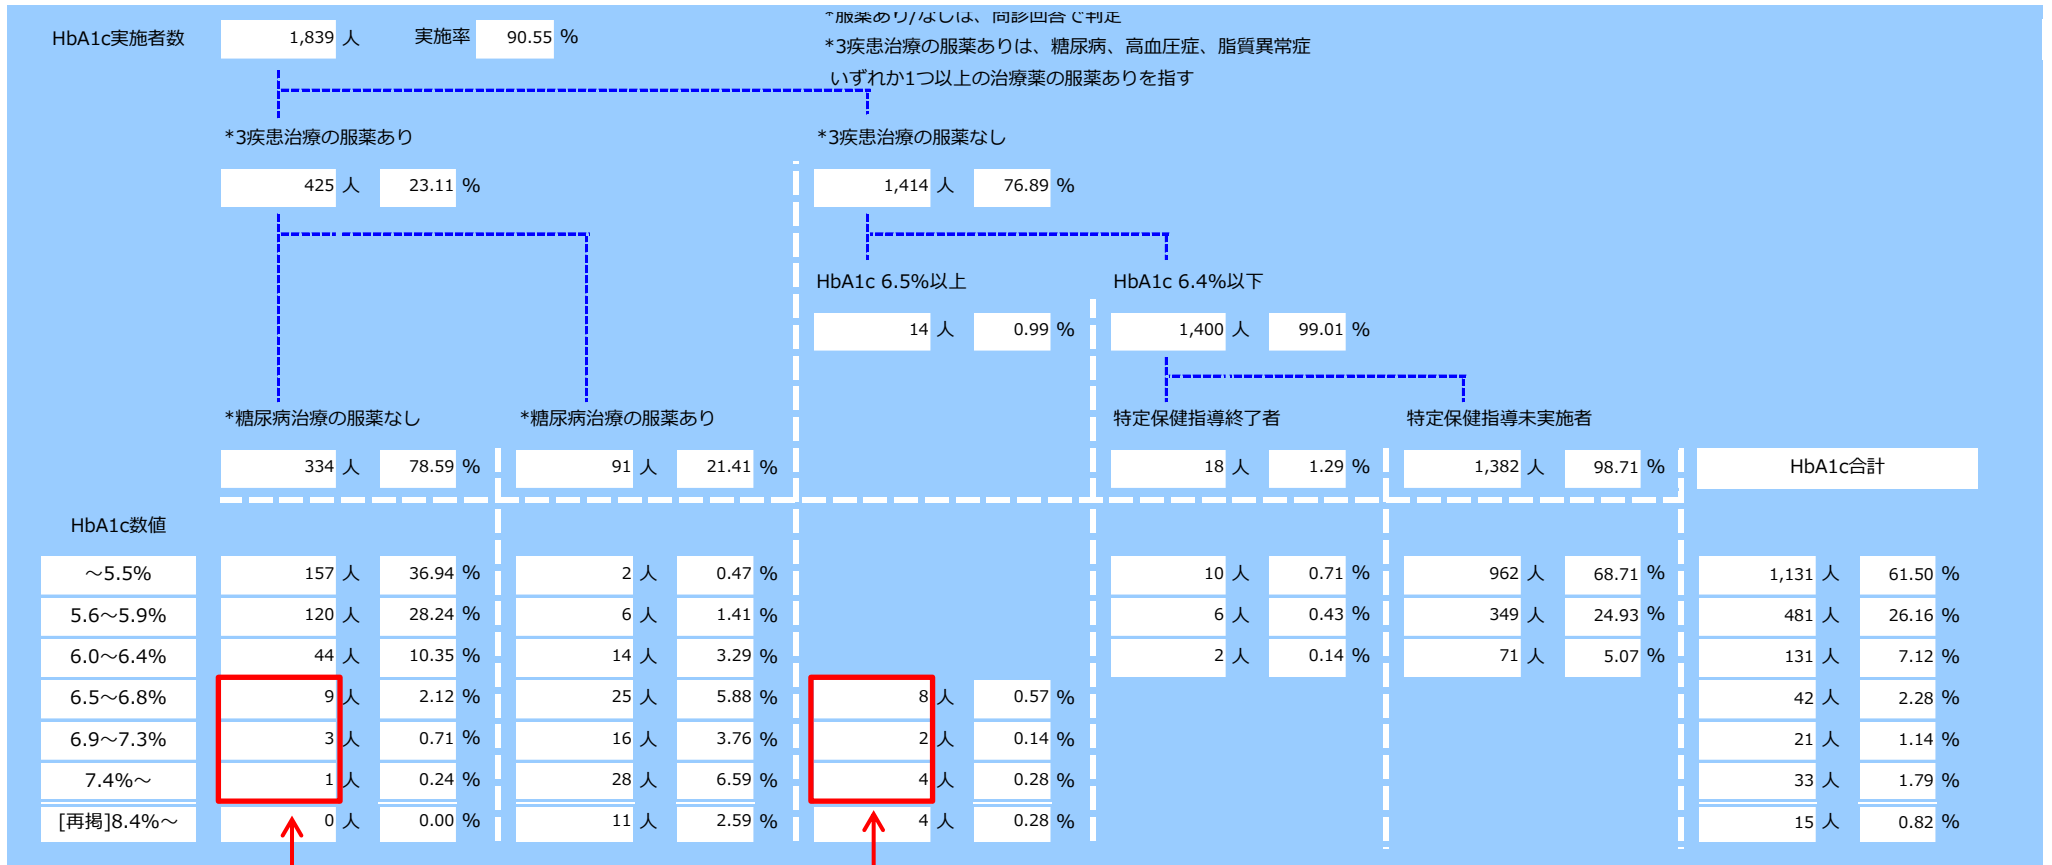 *服薬あり/なしは、問診回答で判定
HbA1c実施者数 1,839 人 実施率 90.55 %
*3疾患治療の服薬ありは、糖尿病、高血圧症、脂質異常症
いずれか1つ以上の治療薬の服薬ありを指す
*3疾患治療の服薬あり *3疾患治療の服薬なし
425 人 23.11 % 1,414 人 76.89 %
HbA1c 6.5%以上 HbA1c 6.4%以下
14 人 0.99 % 1,400 人 99.01 %
*糖尿病治療の服薬なし *糖尿病治療の服薬あり 特定保健指導終了者 特定保健指導未実施者
334 人 78.59 % 91 人 21.41 % 18 人 1.29 % 1,382 人 98.71 % HbA1c合計
HbA1c数値
～5.5% 157 人 36.94 % 2 人 0.47 % 10 人 0.71 % 962 人 68.71 % 1,131 人 61.50 %
5.6～5.9% 120 人 28.24 % 6 人 1.41 % 6 人 0.43 % 349 人 24.93 % 481 人 26.16 %
6.0～6.4% 44 人 10.35 % 14 人 3.29 % 2 人 0.14 % 71 人 5.07 % 131 人 7.12 %
6.5～6.8% 9 人 2.12 % 25 人 5.88 % 8 人 0.57 % 42 人 2.28 %
6.9～7.3% 3 人 0.71 % 16 人 3.76 % 2 人 0.14 % 21 人 1.14 %
7.4%～ 1 人 0.24 % 28 人 6.59 % 4 人 0.28 % 33 人 1.79 %
[再掲]8.4%～ 0 人 0.00 % 11 人 2.59 % 4 人 0.28 % 15 人 0.82 %